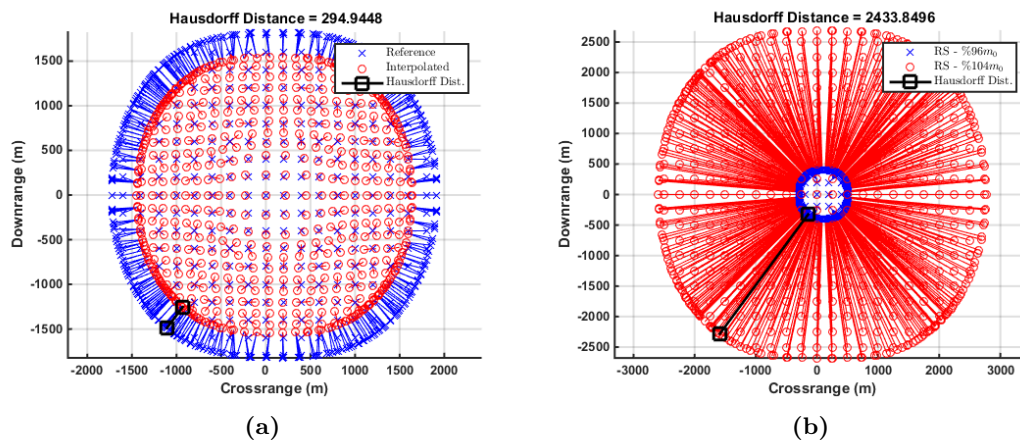 Hausdorff Distance = 294.9448
Reference
Interpolated
Hausdorff Dist.
1500
1000
500
0
-500
-1000
-1500
Downrange (m)
-2000 -1500 -1000 -500 0 500 1000 1500 2000
Crossrange (m)
(a)
Hausdorff Distance = 2433.8496
RS - %96m₀
RS - %104m₀
Hausdorff Dist.
2500
2000
1500
1000
500
0
-500
-1000
-1500
-2000
-2500
Downrange (m)
-3000 -2000 -1000 0 1000 2000 3000
Crossrange (m)
(b)